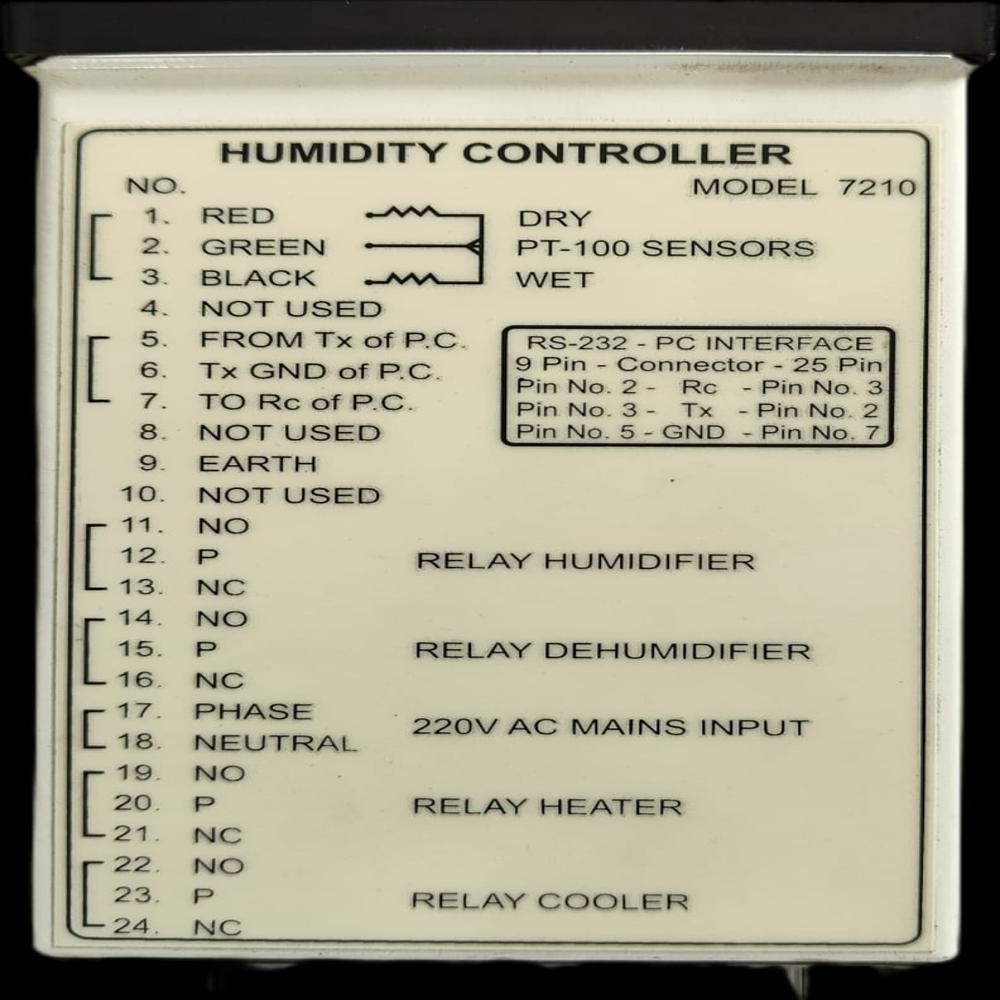 HUMIDITY CONTROLLER
NO. MODEL 7210
1. RED DRY
2. GREEN PT-100 SENSORS
3. BLACK WET
4. NOT USED
5. FROM Tx of P.C.
6. Tx GND of P.C.
7. TO Rc of P.C.
8. NOT USED
RS-232 - PC INTERFACE
9 Pin - Connector - 25 Pin
Pin No. 2 - Rc - Pin No. 3
Pin No. 3 - Tx - Pin No. 2
Pin No. 5 - GND - Pin No. 7
9. EARTH
10. NOT USED
11. NO
12. P RELAY HUMIDIFIER
13. NC
14. NO
15. P RELAY DEHUMIDIFIER
16. NC
17. PHASE
220V AC MAINS INPUT
18. NEUTRAL
19. NO
20. P RELAY HEATER
21. NC
22. NO
23. P RELAY COOLER
24. NC